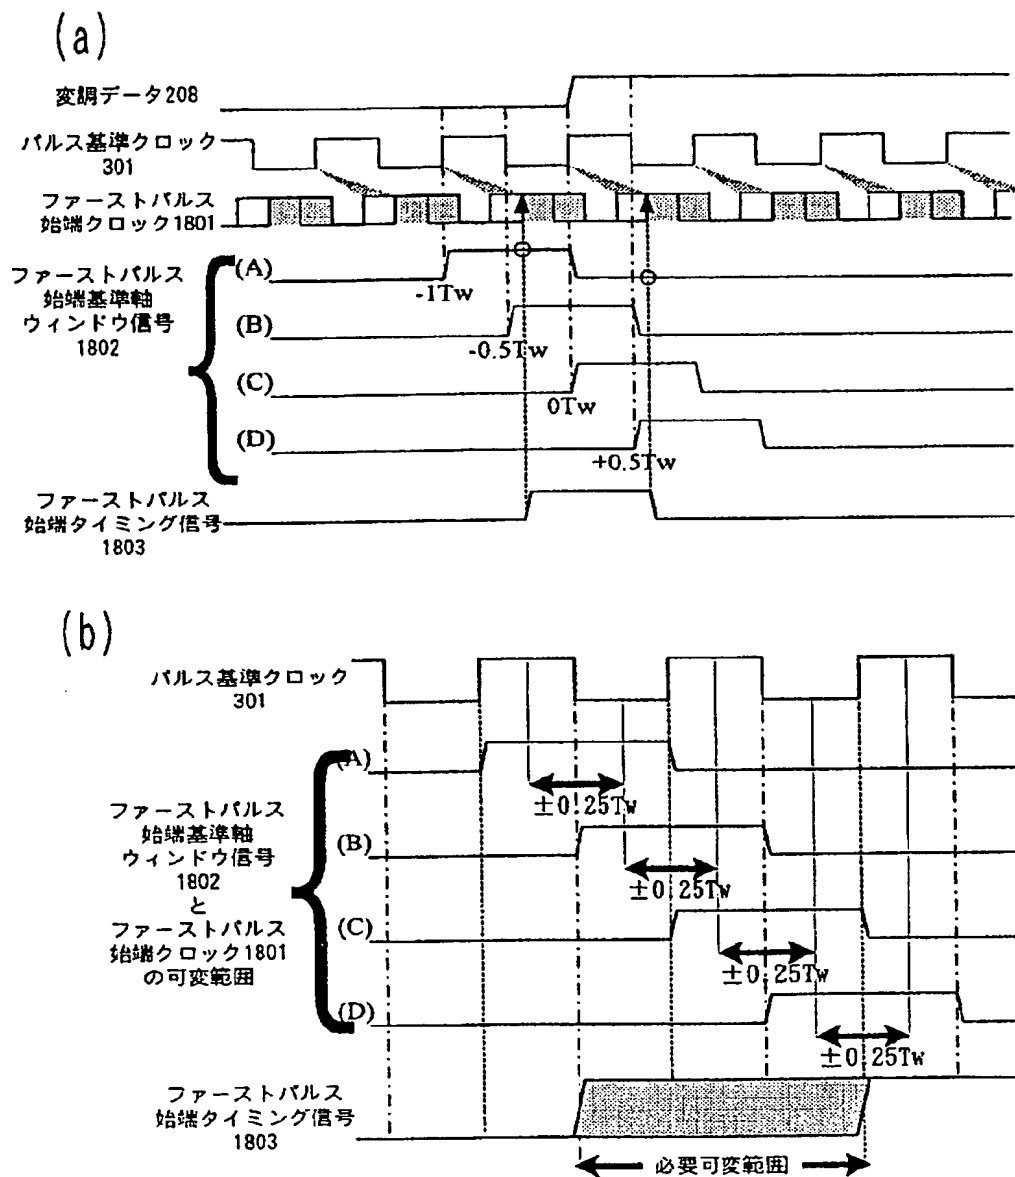 (a)
変調データ208
パルス基準クロック
301
ファーストパルス
始端クロック1801
ファーストパルス
始端基準軸
ウィンドウ信号
1802
(A)
-1Tw
(B)
-0.5Tw
(C)
0Tw
(D)
+0.5Tw
ファーストパルス
始端タイミング信号
1803
(b)
パルス基準クロック
301
ファーストパルス
始端基準軸
ウィンドウ信号
1802
と
ファーストパルス
始端クロック1801
の可変範囲
(A)
±0.25Tw
(B)
±0.25Tw
(C)
±0.25Tw
(D)
±0.25Tw
ファーストパルス
始端タイミング信号
1803
必要可変範囲